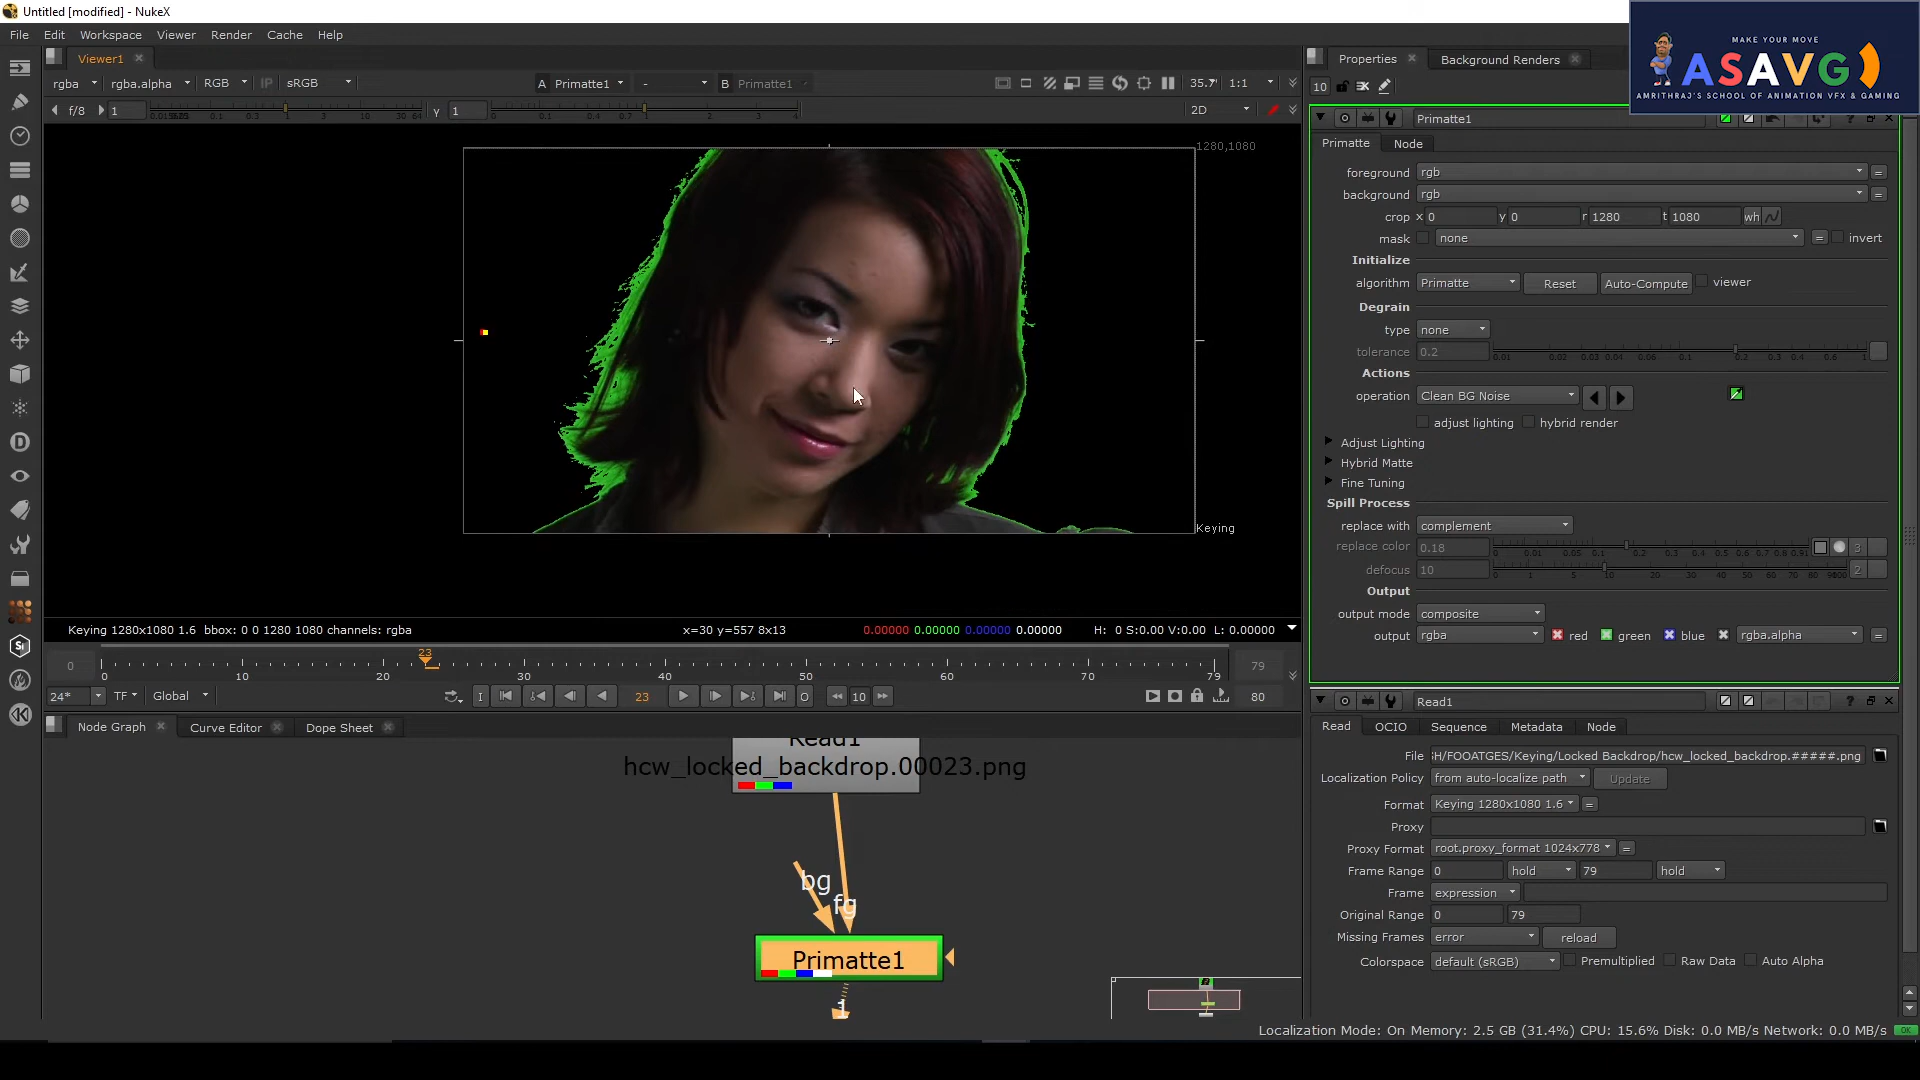 Untitled [modified] - NukeX
File Edit Workspace Viewer Render Cache Help
MAKE YOUR MOVE
ASAVG
AMRITHRAJ'S SCHOOL OF ANIMATION VFX & GAMING
Viewer1
Properties Background Renders
rgba rgba.alpha RGB IP sRGB A Primatte1 - B Primatte1 35.7 1:1
10
f/8 1 Y 1 2D
Primatte1
Primatte Node
1280,1080
foreground rgb
background rgb
crop x 0 y 0 r 1280 t 1080 wh
mask none = invert
Initialize
algorithm Primatte Reset Auto-Compute viewer
Degrain
type none
tolerance 0.2
Actions
operation Clean BG Noise
adjust lighting hybrid render
Adjust Lighting
Hybrid Matte
Fine Tuning
Spill Process
replace with complement
replace color 0.18 3
defocus 10 2
Output
output mode composite
output rgba red green blue rgba.alpha =
Keying
Keying 1280x1080 1.6 bbox: 0 0 1280 1080 channels: rgba x=30 y=557 8x13 0.00000 0.00000 0.00000 0.00000 H: 0 S:0.00 V:0.00 L: 0.00000
0 23 79
0 10 20 30 40 50 60 70 79
24* TF Global I 23 O 10 80
Node Graph Curve Editor Dope Sheet
Read1
hcw_locked_backdrop.00023.png
bg
fg
Primatte1
1
Read1
Read OCIO Sequence Metadata Node
File H/FOOATGES/Keying/Locked Backdrop/hcw_locked_backdrop.#####.png
Localization Policy from auto-localize path Update
Format Keying 1280x1080 1.6 =
Proxy
Proxy Format root.proxy_format 1024x778 =
Frame Range 0 hold 79 hold
Frame expression
Original Range 0 79
Missing Frames error reload
Colorspace default (sRGB) Premultiplied Raw Data Auto Alpha
Localization Mode: On Memory: 2.5 GB (31.4%) CPU: 15.6% Disk: 0.0 MB/s Network: 0.0 MB/s OK